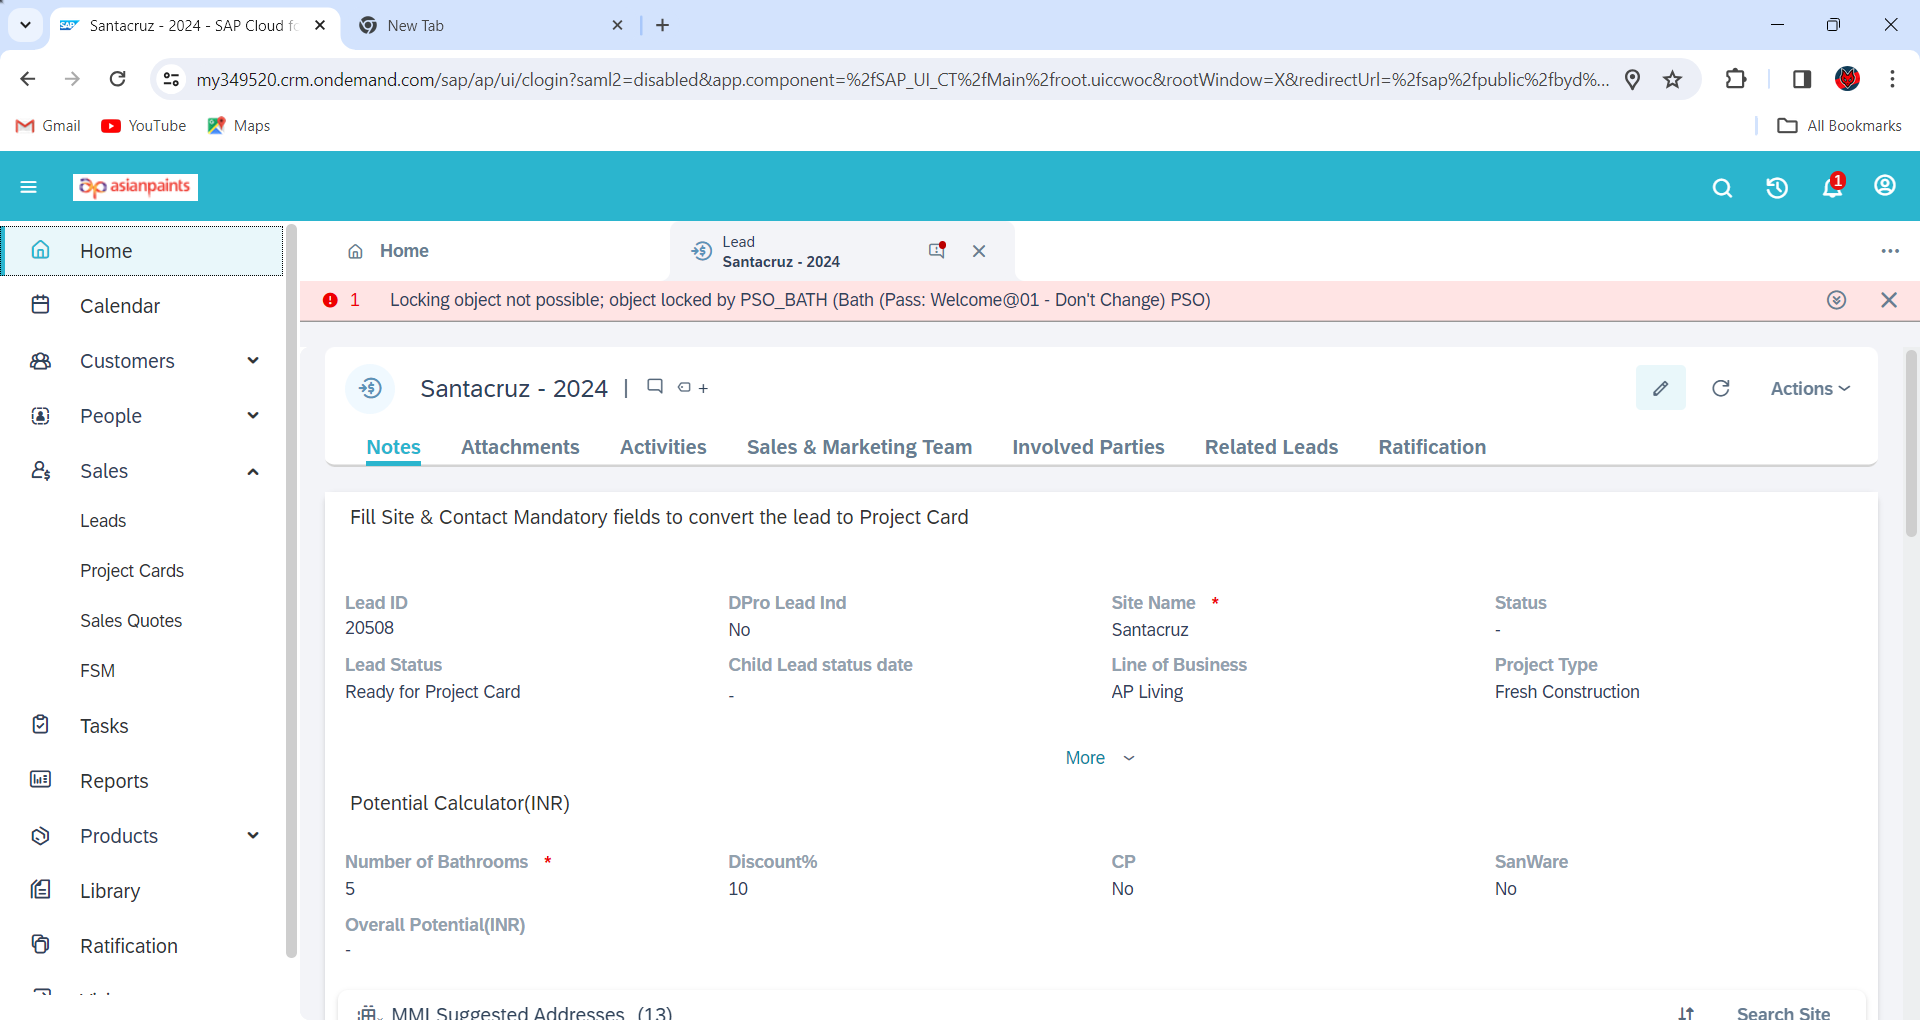 Santacruz - 2024 - SAP Cloud fo
New Tab
my349520.crm.ondemand.com/sap/ap/ui/clogin?saml2=disabled&app.component=%2fSAP_UI_CT%2fMain%2froot.uiccwoc&rootWindow=X&redirectUrl=%2fsap%2fpublic%2fbyd%...
Gmail
YouTube
Maps
All Bookmarks
ap asianpaints
1
Home
Calendar
Customers
People
Sales
Leads
Project Cards
Sales Quotes
FSM
Tasks
Reports
Products
Library
Ratification
Home
Lead
Santacruz - 2024
1 Locking object not possible; object locked by PSO_BATH (Bath (Pass: Welcome@01 - Don't Change) PSO)
Santacruz - 2024 |
Actions
Notes Attachments Activities Sales & Marketing Team Involved Parties Related Leads Ratification
Fill Site & Contact Mandatory fields to convert the lead to Project Card
Lead ID DPro Lead Ind Site Name * Status
20508 No Santacruz -
Lead Status Child Lead status date Line of Business Project Type
Ready for Project Card - AP Living Fresh Construction
More
Potential Calculator(INR)
Number of Bathrooms * Discount% CP SanWare
5 10 No No
Overall Potential(INR)
-
MMI Suggested Addresses (13)
Search Site